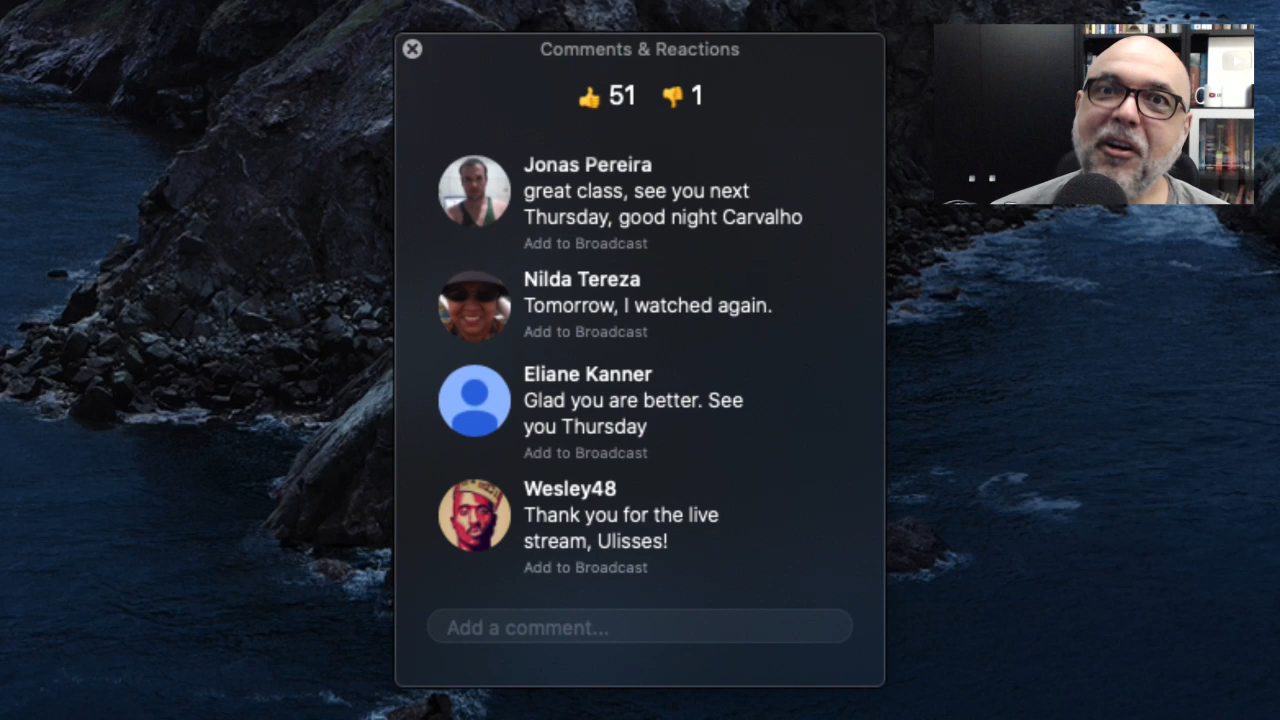 Comments & Reactions
👍 51 👎 1
Jonas Pereira
great class, see you next
Thursday, good night Carvalho
Add to Broadcast
Nilda Tereza
Tomorrow, I watched again.
Add to Broadcast
Eliane Kanner
Glad you are better. See
you Thursday
Add to Broadcast
Wesley48
Thank you for the live
stream, Ulisses!
Add to Broadcast
Add a comment...